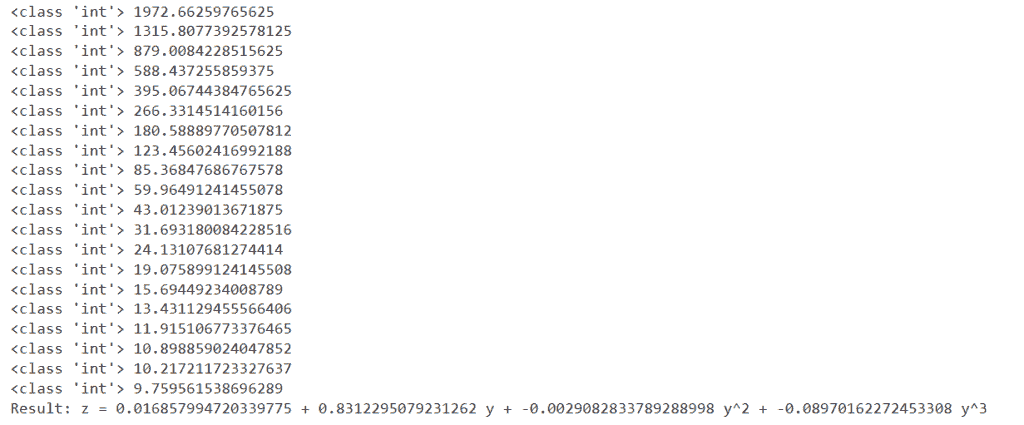 <class 'int'> 1972.66259765625
<class 'int'> 1315.8077392578125
<class 'int'> 879.0084228515625
<class 'int'> 588.437255859375
<class 'int'> 395.06744384765625
<class 'int'> 266.3314514160156
<class 'int'> 180.58889770507812
<class 'int'> 123.45602416992188
<class 'int'> 85.36847686767578
<class 'int'> 59.96491241455078
<class 'int'> 43.01239013671875
<class 'int'> 31.693180084228516
<class 'int'> 24.13107681274414
<class 'int'> 19.075899124145508
<class 'int'> 15.69449234008789
<class 'int'> 13.431129455566406
<class 'int'> 11.915106773376465
<class 'int'> 10.898859024047852
<class 'int'> 10.217211723327637
<class 'int'> 9.759561538696289
Result: z = 0.016857994720339775 + 0.8312295079231262 y + -0.0029082833789288998 y^2 + -0.08970162272453308 y^3